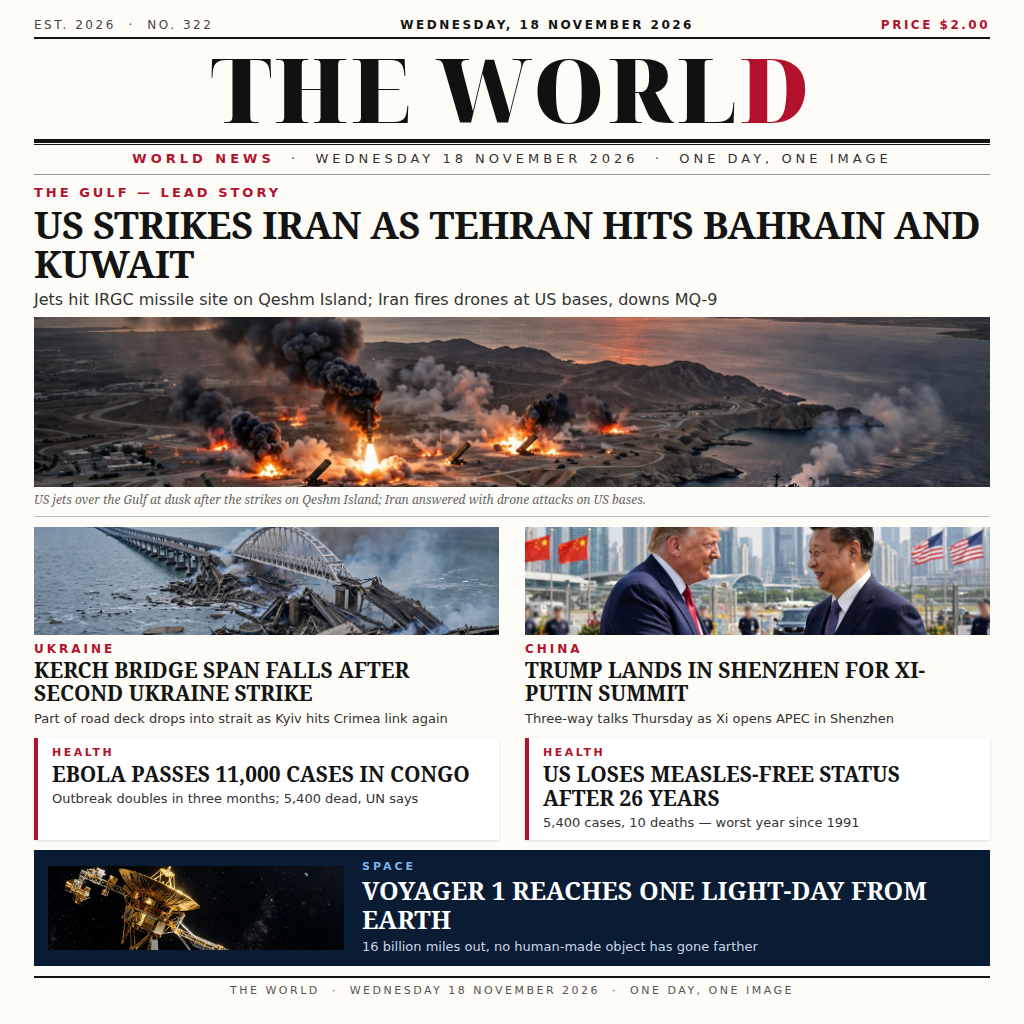 EST. 2026 · NO. 322
WEDNESDAY, 18 NOVEMBER 2026
PRICE $2.00
THE WORLD
WORLD NEWS · WEDNESDAY 18 NOVEMBER 2026 · ONE DAY, ONE IMAGE
THE GULF — LEAD STORY
US STRIKES IRAN AS TEHRAN HITS BAHRAIN AND
KUWAIT
Jets hit IRGC missile site on Qeshm Island; Iran fires drones at US bases, downs MQ-9
US jets over the Gulf at dusk after the strikes on Qeshm Island; Iran answered with drone attacks on US bases.
UKRAINE
KERCH BRIDGE SPAN FALLS AFTER
SECOND UKRAINE STRIKE
Part of road deck drops into strait as Kyiv hits Crimea link again
CHINA
TRUMP LANDS IN SHENZHEN FOR XI-
PUTIN SUMMIT
Three-way talks Thursday as Xi opens APEC in Shenzhen
HEALTH
EBOLA PASSES 11,000 CASES IN CONGO
Outbreak doubles in three months; 5,400 dead, UN says
HEALTH
US LOSES MEASLES-FREE STATUS
AFTER 26 YEARS
5,400 cases, 10 deaths — worst year since 1991
SPACE
VOYAGER 1 REACHES ONE LIGHT-DAY FROM
EARTH
16 billion miles out, no human-made object has gone farther
THE WORLD · WEDNESDAY 18 NOVEMBER 2026 · ONE DAY, ONE IMAGE